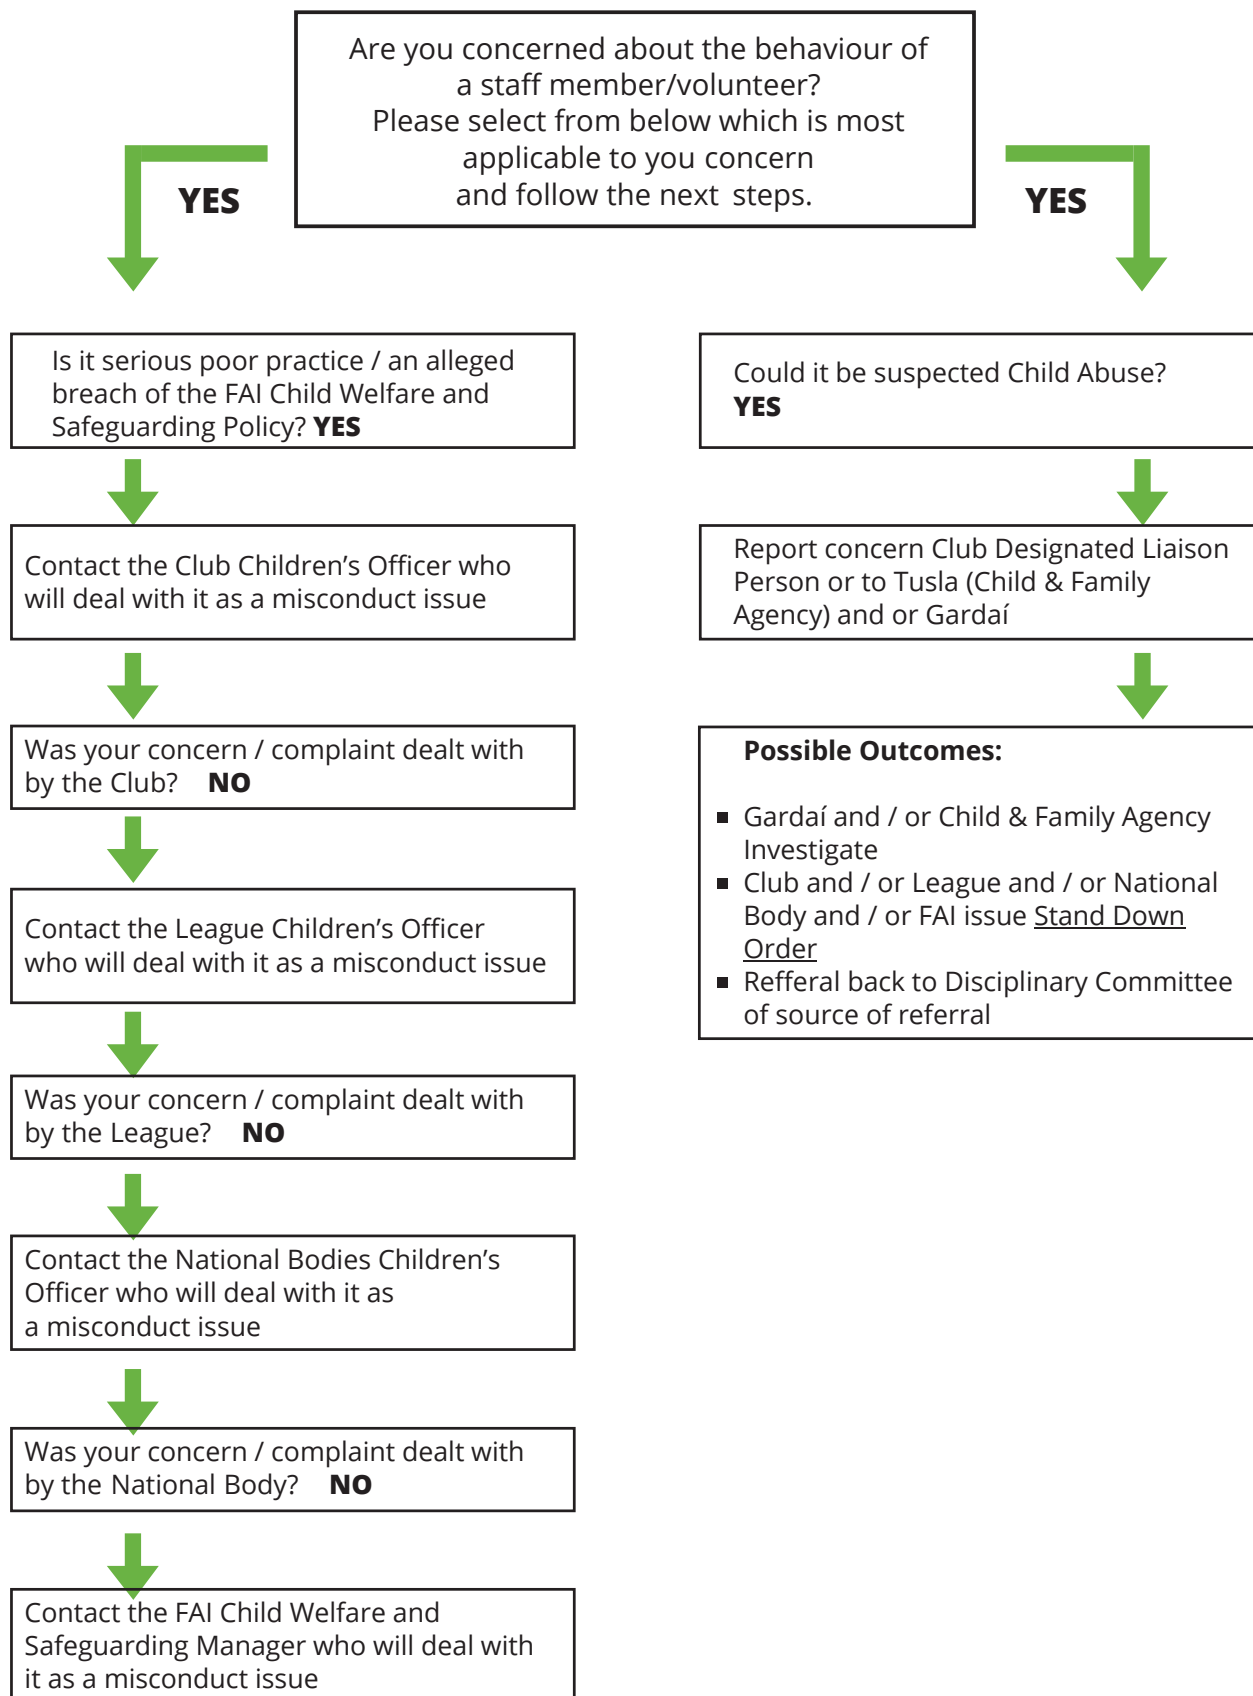 Are you concerned about the behaviour of
a staff member/volunteer?
Please select from below which is most
applicable to you concern
and follow the next steps.
YES
YES
Is it serious poor practice / an alleged
breach of the FAI Child Welfare and
Safeguarding Policy? YES
Contact the Club Children’s Officer who
will deal with it as a misconduct issue
Was your concern / complaint dealt with
by the Club? NO
Contact the League Children’s Officer
who will deal with it as a misconduct issue
Was your concern / complaint dealt with
by the League? NO
Contact the National Bodies Children’s
Officer who will deal with it as
a misconduct issue
Was your concern / complaint dealt with
by the National Body? NO
Contact the FAI Child Welfare and
Safeguarding Manager who will deal with
it as a misconduct issue
Could it be suspected Child Abuse?
YES
Report concern Club Designated Liaison
Person or to Tusla (Child & Family
Agency) and or Gardaí
Possible Outcomes:
▪ Gardaí and / or Child & Family Agency
Investigate
▪ Club and / or League and / or National
Body and / or FAI issue Stand Down
Order
▪ Refferal back to Disciplinary Committee
of source of referral